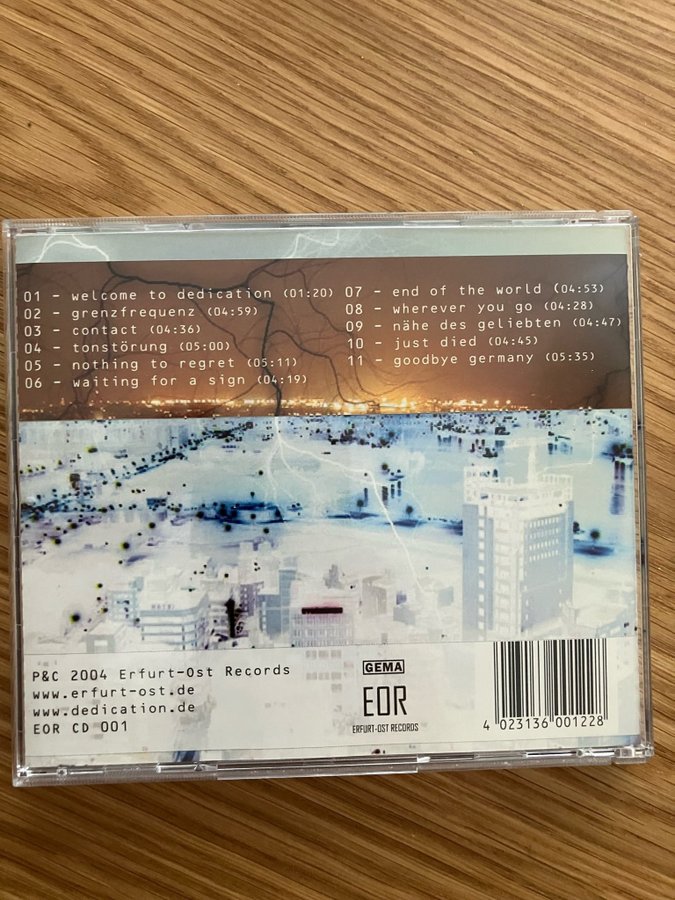 01 - welcome to dedication (01:20)
02 - grenzfrequenz (04:59)
03 - contact (04:36)
04 - tonstörung (05:00)
05 - nothing to regret (05:11)
06 - waiting for a sign (04:19)
07 - end of the world (04:53)
08 - wherever you go (04:28)
09 - nähe des geliebten (04:47)
10 - just died (04:45)
11 - goodbye germany (05:35)
P&C 2004 Erfurt-Ost Records
www.erfurt-ost.de
www.dedication.de
EOR CD 001
GEMA
EOR
ERFURT-OST RECORDS
4 023136 001228